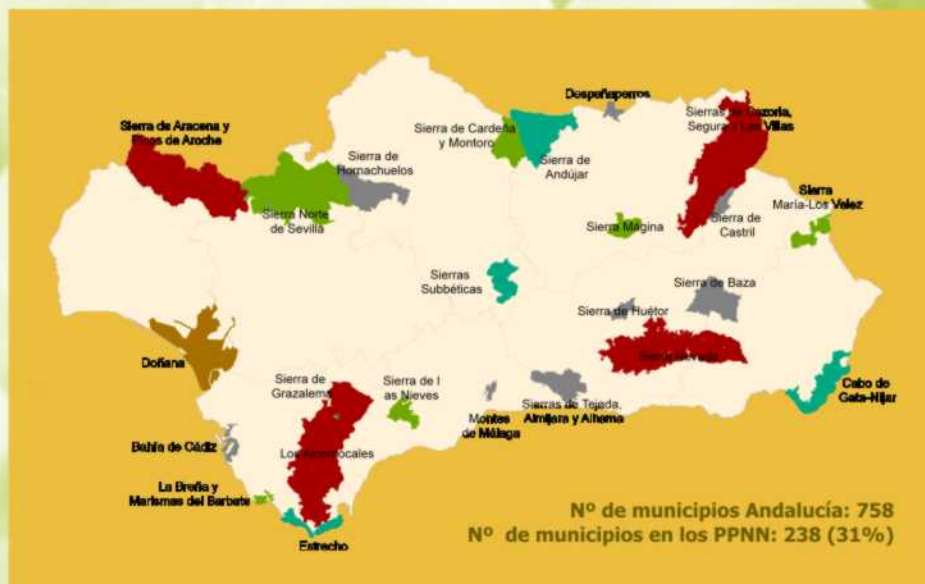 Despeñaperros
Sierras de Cazorla,
Segura y Las Villas
Sierra de Aracena y
Picos de Aroche
Sierra de Cardeña
y Montoro
Sierra de
Hornachuelos
Sierra de
Andújar
Sierra
María-Los Velez
Sierra Norte
de Sevilla
Sierra Mágina
Sierra de
Castril
Sierras
Subbéticas
Sierra de Baza
Sierra de Huétor
Doñana
Sierra Nevada
Sierra de
Grazalema
Sierra de l
as Nieves
Cabo de
Gata-Níjar
Montes
de Málaga
Sierras de Tejeda,
Almijara y Alhama
Bahía de Cádiz
Los Alcornocales
La Breña y
Marismas del Barbate
Estrecho
Nº de municipios Andalucía: 758
Nº de municipios en los PPNN: 238 (31%)